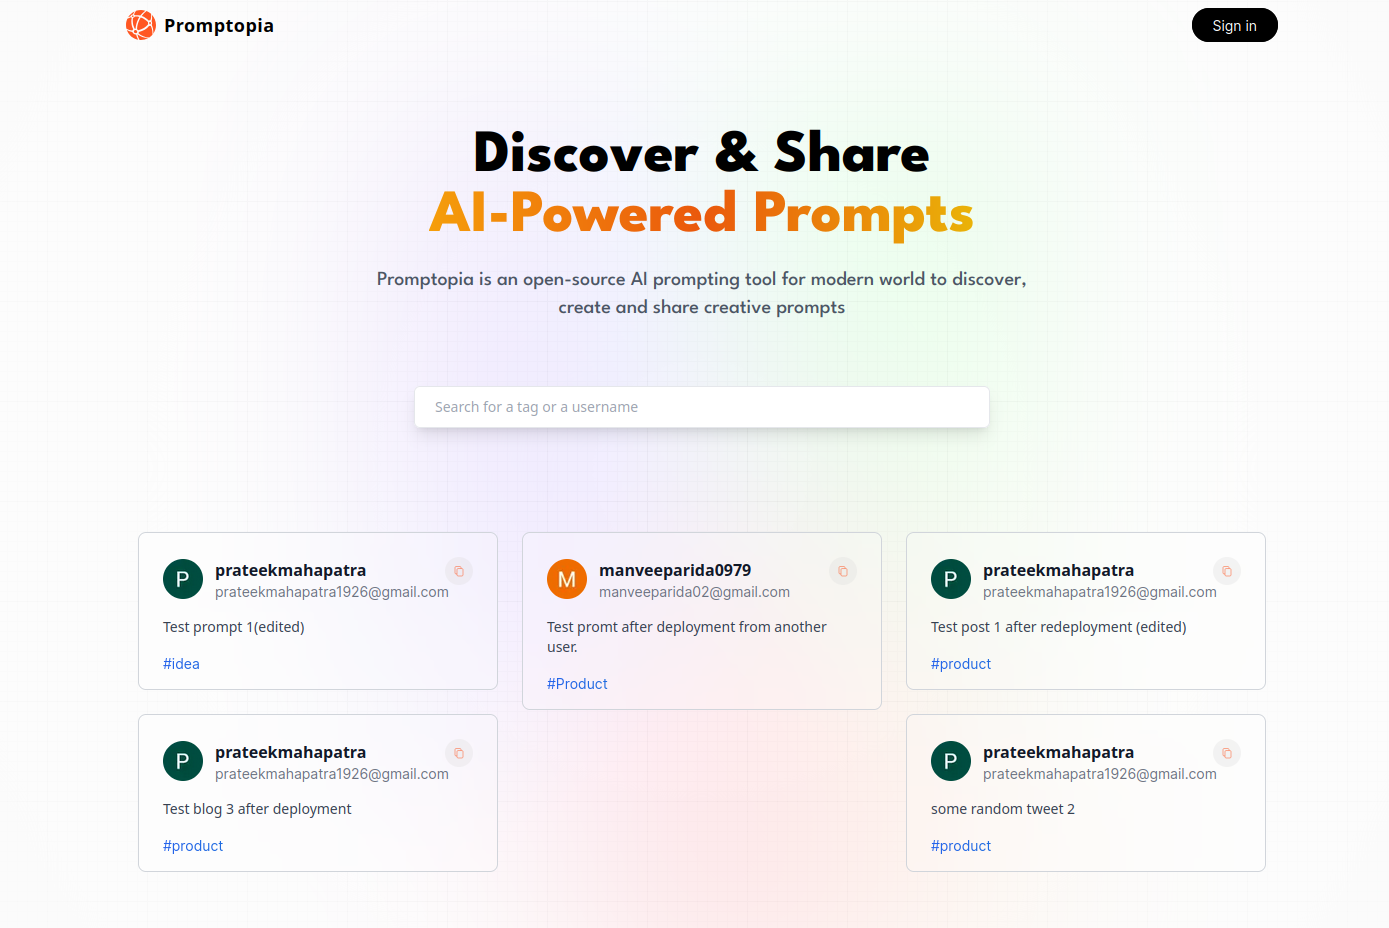 Promptopia
Sign in
Discover & Share
AI-Powered Prompts
Promptopia is an open-source AI prompting tool for modern world to discover,
create and share creative prompts
Search for a tag or a username
P
prateekmahapatra
prateekmahapatra1926@gmail.com
Test prompt 1(edited)
#idea
P
prateekmahapatra
prateekmahapatra1926@gmail.com
Test blog 3 after deployment
#product
M
manveeparida0979
manveeparida02@gmail.com
Test promt after deployment from another
user.
#Product
P
prateekmahapatra
prateekmahapatra1926@gmail.com
Test post 1 after redeployment (edited)
#product
P
prateekmahapatra
prateekmahapatra1926@gmail.com
some random tweet 2
#product